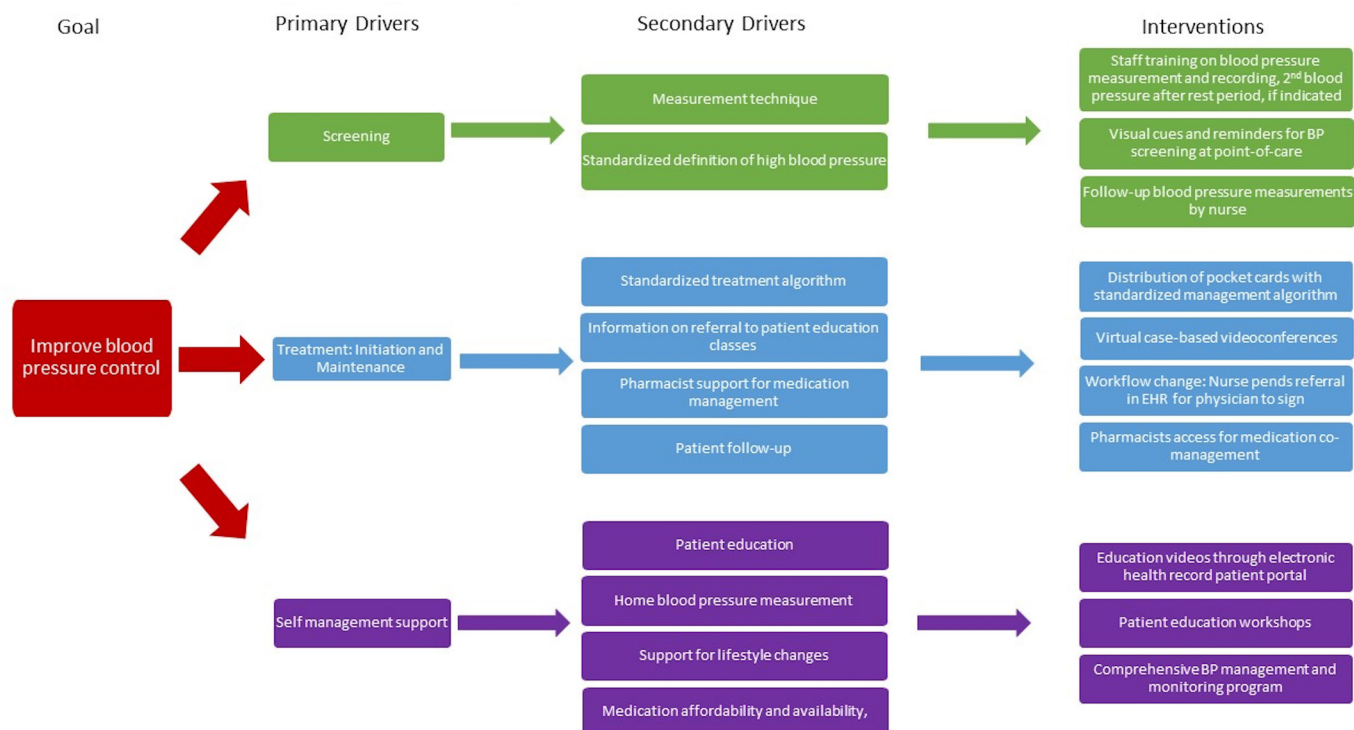 Goal
Primary Drivers
Secondary Drivers
Interventions
Improve blood
pressure control
Screening
Measurement technique
Standardized definition of high blood pressure
Staff training on blood pressure
measurement and recording, 2nd blood
pressure after rest period, if indicated
Visual cues and reminders for BP
screening at point-of-care
Follow-up blood pressure measurements
by nurse
Treatment: Initiation and
Maintenance
Standardized treatment algorithm
Information on referral to patient education
classes
Pharmacist support for medication
management
Patient follow-up
Distribution of pocket cards with
standardized management algorithm
Virtual case-based videoconferences
Workflow change: Nurse pends referral
in EHR for physician to sign
Pharmacists access for medication co-
management
Self management support
Patient education
Home blood pressure measurement
Support for lifestyle changes
Medication affordability and availability,
Education videos through electronic
health record patient portal
Patient education workshops
Comprehensive BP management and
monitoring program